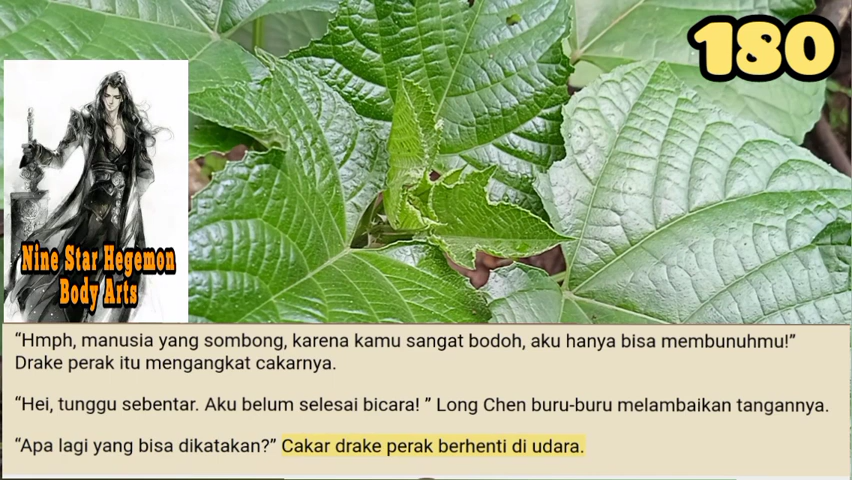 180
Nine Star Hegemon
Body Arts
“Hmph, manusia yang sombong, karena kamu sangat bodoh, aku hanya bisa membunuhmu!”
Drake perak itu mengangkat cakarnya.
“Hei, tunggu sebentar. Aku belum selesai bicara! ” Long Chen buru-buru melambaikan tangannya.
“Apa lagi yang bisa dikatakan?” Cakar drake perak berhenti di udara.